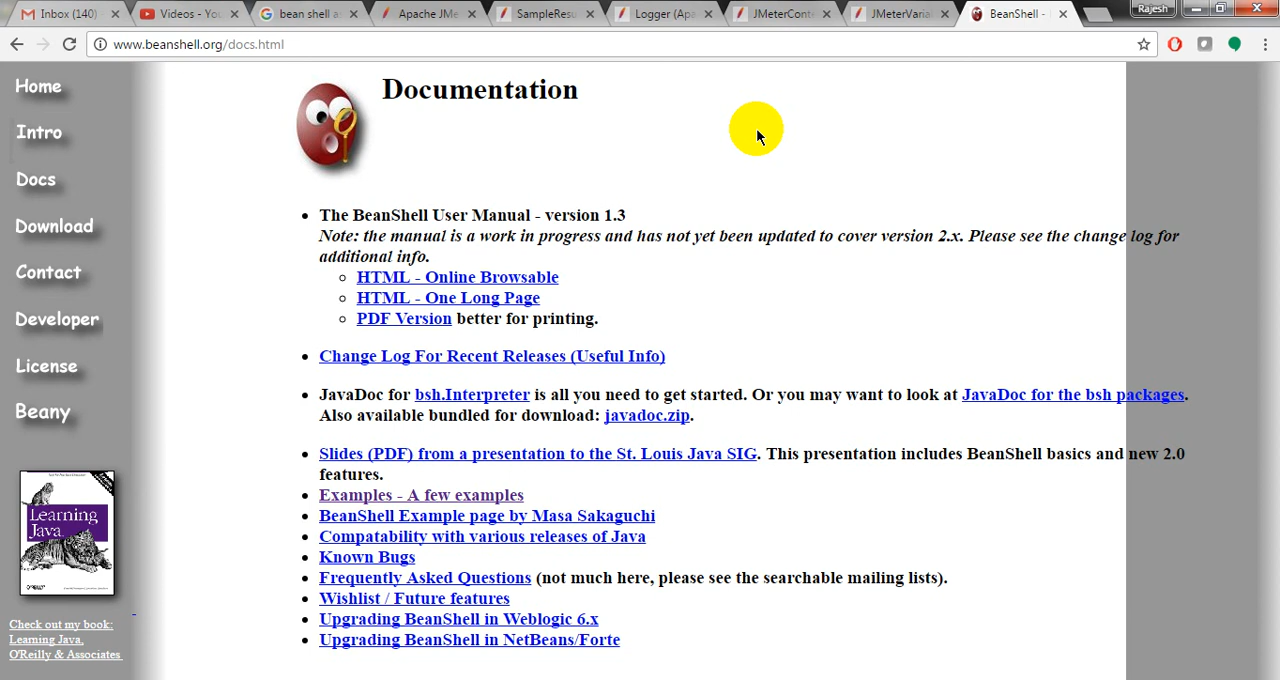 Inbox (140)
Videos - You
bean shell a
Apache JMe
SampleResu
Logger (Apa
JMeterCont
JMeterVaria
BeanShell -
Rajesh
www.beanshell.org/docs.html
Home
Intro
Docs
Download
Contact
Developer
License
Beany
Learning
Java
Check out my book:
Learning Java,
O'Reilly & Associates
Documentation
• The BeanShell User Manual - version 1.3
Note: the manual is a work in progress and has not yet been updated to cover version 2.x. Please see the change log for
additional info.
HTML - Online Browsable
HTML - One Long Page
PDF Version better for printing.
• Change Log For Recent Releases (Useful Info)
• JavaDoc for bsh.Interpreter is all you need to get started. Or you may want to look at JavaDoc for the bsh packages.
Also available bundled for download: javadoc.zip.
• Slides (PDF) from a presentation to the St. Louis Java SIG. This presentation includes BeanShell basics and new 2.0
features.
• Examples - A few examples
• BeanShell Example page by Masa Sakaguchi
• Compatability with various releases of Java
• Known Bugs
• Frequently Asked Questions (not much here, please see the searchable mailing lists).
• Wishlist / Future features
• Upgrading BeanShell in Weblogic 6.x
• Upgrading BeanShell in NetBeans/Forte